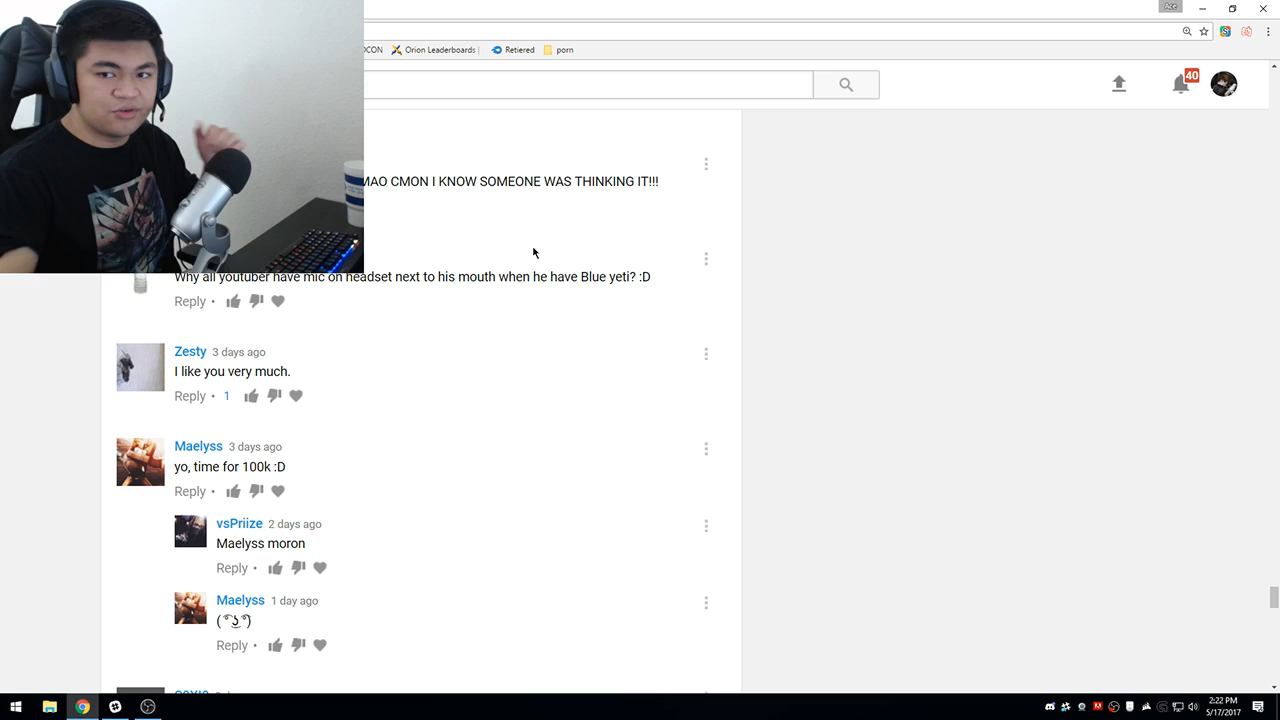 Ace
OCON Orion Leaderboards | Retiered porn
40
MAO CMON I KNOW SOMEONE WAS THINKING IT!!!
Why all youtuber have mic on headset next to his mouth when he have Blue yeti? :D
Reply •
Zesty 3 days ago
I like you very much.
Reply • 1
Maelyss 3 days ago
yo, time for 100k :D
Reply •
vsPriize 2 days ago
Maelyss moron
Reply •
Maelyss 1 day ago
( ͡° ͜ʖ ͡°)
Reply •
2:22 PM
5/17/2017